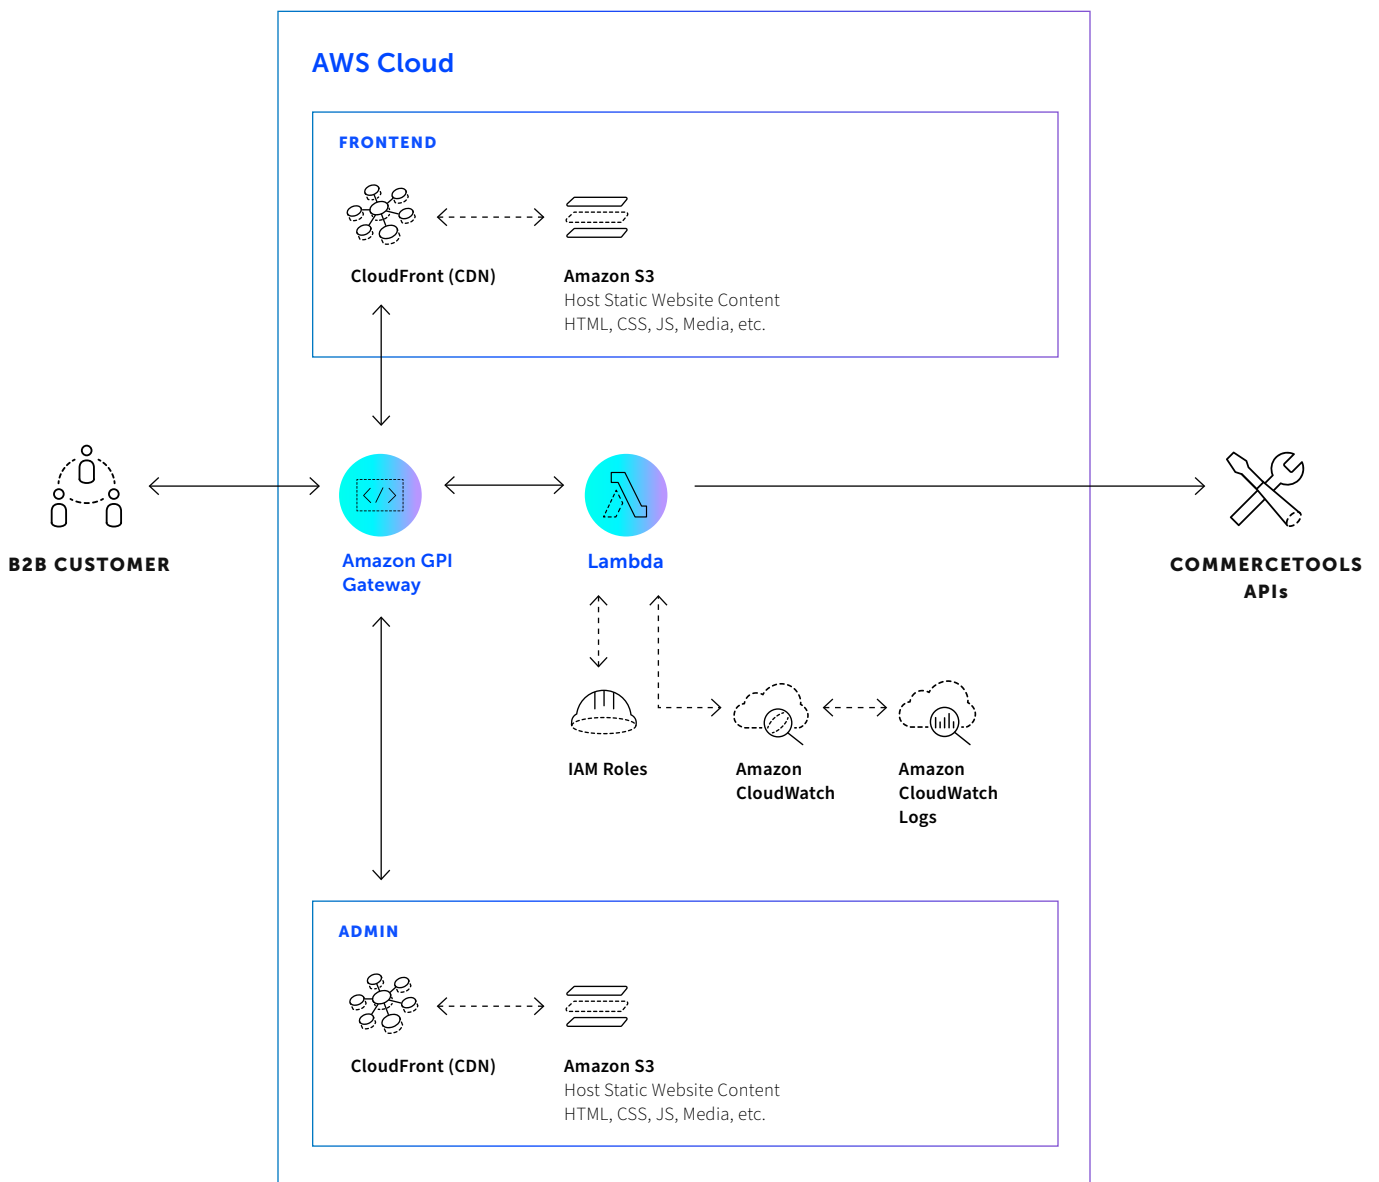 AWS Cloud
FRONTEND
CloudFront (CDN)
Amazon S3
Host Static Website Content
HTML, CSS, JS, Media, etc.
B2B CUSTOMER
Amazon GPI
Gateway
Lambda
COMMERCETOOLS
APIs
IAM Roles
Amazon
CloudWatch
Amazon
CloudWatch
Logs
ADMIN
CloudFront (CDN)
Amazon S3
Host Static Website Content
HTML, CSS, JS, Media, etc.